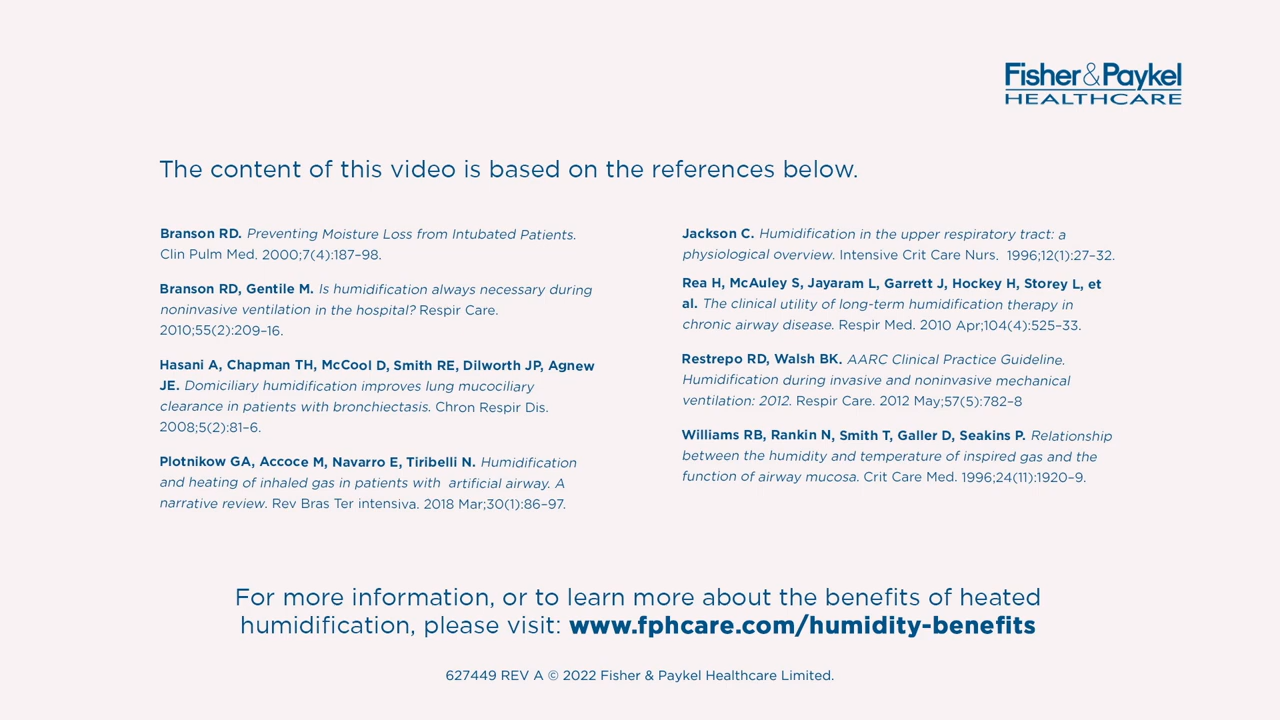 Fisher&Paykel
HEALTHCARE
The content of this video is based on the references below.
Branson RD. Preventing Moisture Loss from Intubated Patients.
Clin Pulm Med. 2000;7(4):187–98.
Branson RD, Gentile M. Is humidification always necessary during
noninvasive ventilation in the hospital? Respir Care.
2010;55(2):209–16.
Hasani A, Chapman TH, McCool D, Smith RE, Dilworth JP, Agnew
JE. Domiciliary humidification improves lung mucociliary
clearance in patients with bronchiectasis. Chron Respir Dis.
2008;5(2):81–6.
Plotnikow GA, Accoce M, Navarro E, Tiribelli N. Humidification
and heating of inhaled gas in patients with artificial airway. A
narrative review. Rev Bras Ter intensiva. 2018 Mar;30(1):86–97.
Jackson C. Humidification in the upper respiratory tract: a
physiological overview. Intensive Crit Care Nurs. 1996;12(1):27–32.
Rea H, McAuley S, Jayaram L, Garrett J, Hockey H, Storey L, et
al. The clinical utility of long-term humidification therapy in
chronic airway disease. Respir Med. 2010 Apr;104(4):525–33.
Restrepo RD, Walsh BK. AARC Clinical Practice Guideline.
Humidification during invasive and noninvasive mechanical
ventilation: 2012. Respir Care. 2012 May;57(5):782–8
Williams RB, Rankin N, Smith T, Galler D, Seakins P. Relationship
between the humidity and temperature of inspired gas and the
function of airway mucosa. Crit Care Med. 1996;24(11):1920–9.
For more information, or to learn more about the benefits of heated
humidification, please visit: www.fphcare.com/humidity-benefits
627449 REV A © 2022 Fisher & Paykel Healthcare Limited.